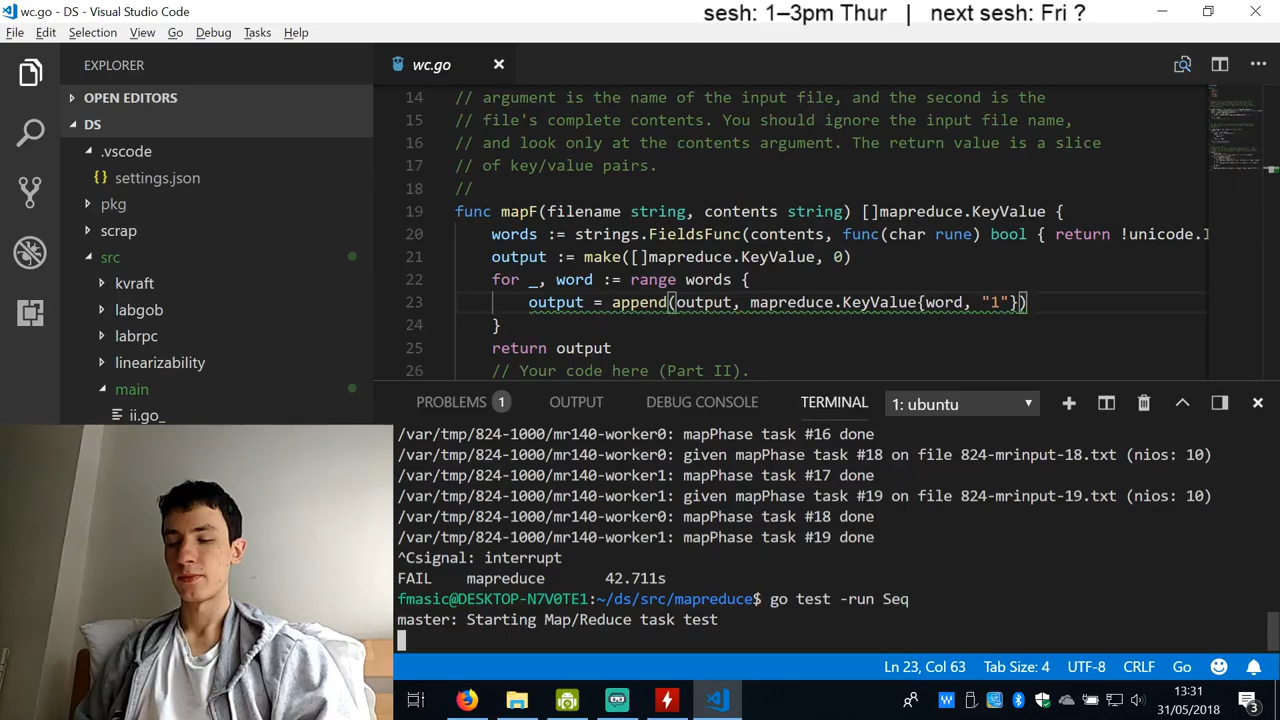 wc.go - DS - Visual Studio Code
sesh: 1–3pm Thur | next sesh: Fri ?
File Edit Selection View Go Debug Tasks Help
EXPLORER
OPEN EDITORS
DS
.vscode
{} settings.json
pkg
scrap
src
kvraft
labgob
labrpc
linearizability
main
ii.go_
wc.go
14 // argument is the name of the input file, and the second is the
15 // file's complete contents. You should ignore the input file name,
16 // and look only at the contents argument. The return value is a slice
17 // of key/value pairs.
18 //
19 func mapF(filename string, contents string) []mapreduce.KeyValue {
20 words := strings.FieldsFunc(contents, func(char rune) bool { return !unicode.
21 output := make([]mapreduce.KeyValue, 0)
22 for _, word := range words {
23 output = append(output, mapreduce.KeyValue{word, "1"})
24 }
25 return output
26 // Your code here (Part II).
PROBLEMS 1 OUTPUT DEBUG CONSOLE TERMINAL 1: ubuntu
/var/tmp/824-1000/mr140-worker0: mapPhase task #16 done
/var/tmp/824-1000/mr140-worker0: given mapPhase task #18 on file 824-mrinput-18.txt (nios: 10)
/var/tmp/824-1000/mr140-worker1: mapPhase task #17 done
/var/tmp/824-1000/mr140-worker1: given mapPhase task #19 on file 824-mrinput-19.txt (nios: 10)
/var/tmp/824-1000/mr140-worker0: mapPhase task #18 done
/var/tmp/824-1000/mr140-worker1: mapPhase task #19 done
^Csignal: interrupt
FAIL mapreduce 42.711s
fmasic@DESKTOP-N7V0TE1:~/ds/src/mapreduce$ go test -run Seq
master: Starting Map/Reduce task test
Ln 23, Col 63 Tab Size: 4 UTF-8 CRLF Go
13:31
31/05/2018
3